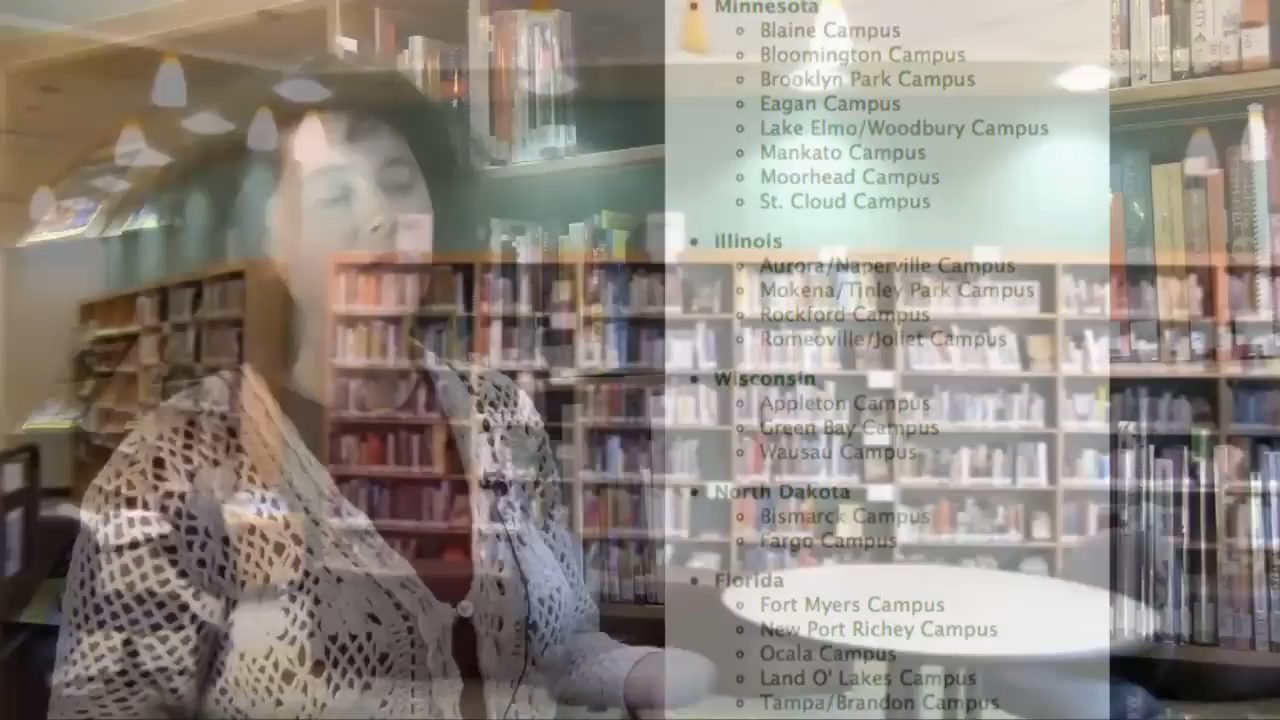 Minnesota
Blaine Campus
Bloomington Campus
Brooklyn Park Campus
Eagan Campus
Lake Elmo/Woodbury Campus
Mankato Campus
Moorhead Campus
St. Cloud Campus
Illinois
Aurora/Naperville Campus
Mokena/Tinley Park Campus
Rockford Campus
Romeoville/Joliet Campus
Wisconsin
Appleton Campus
Green Bay Campus
Wausau Campus
North Dakota
Bismarck Campus
Fargo Campus
Florida
Fort Myers Campus
New Port Richey Campus
Ocala Campus
Land O' Lakes Campus
Tampa/Brandon Campus